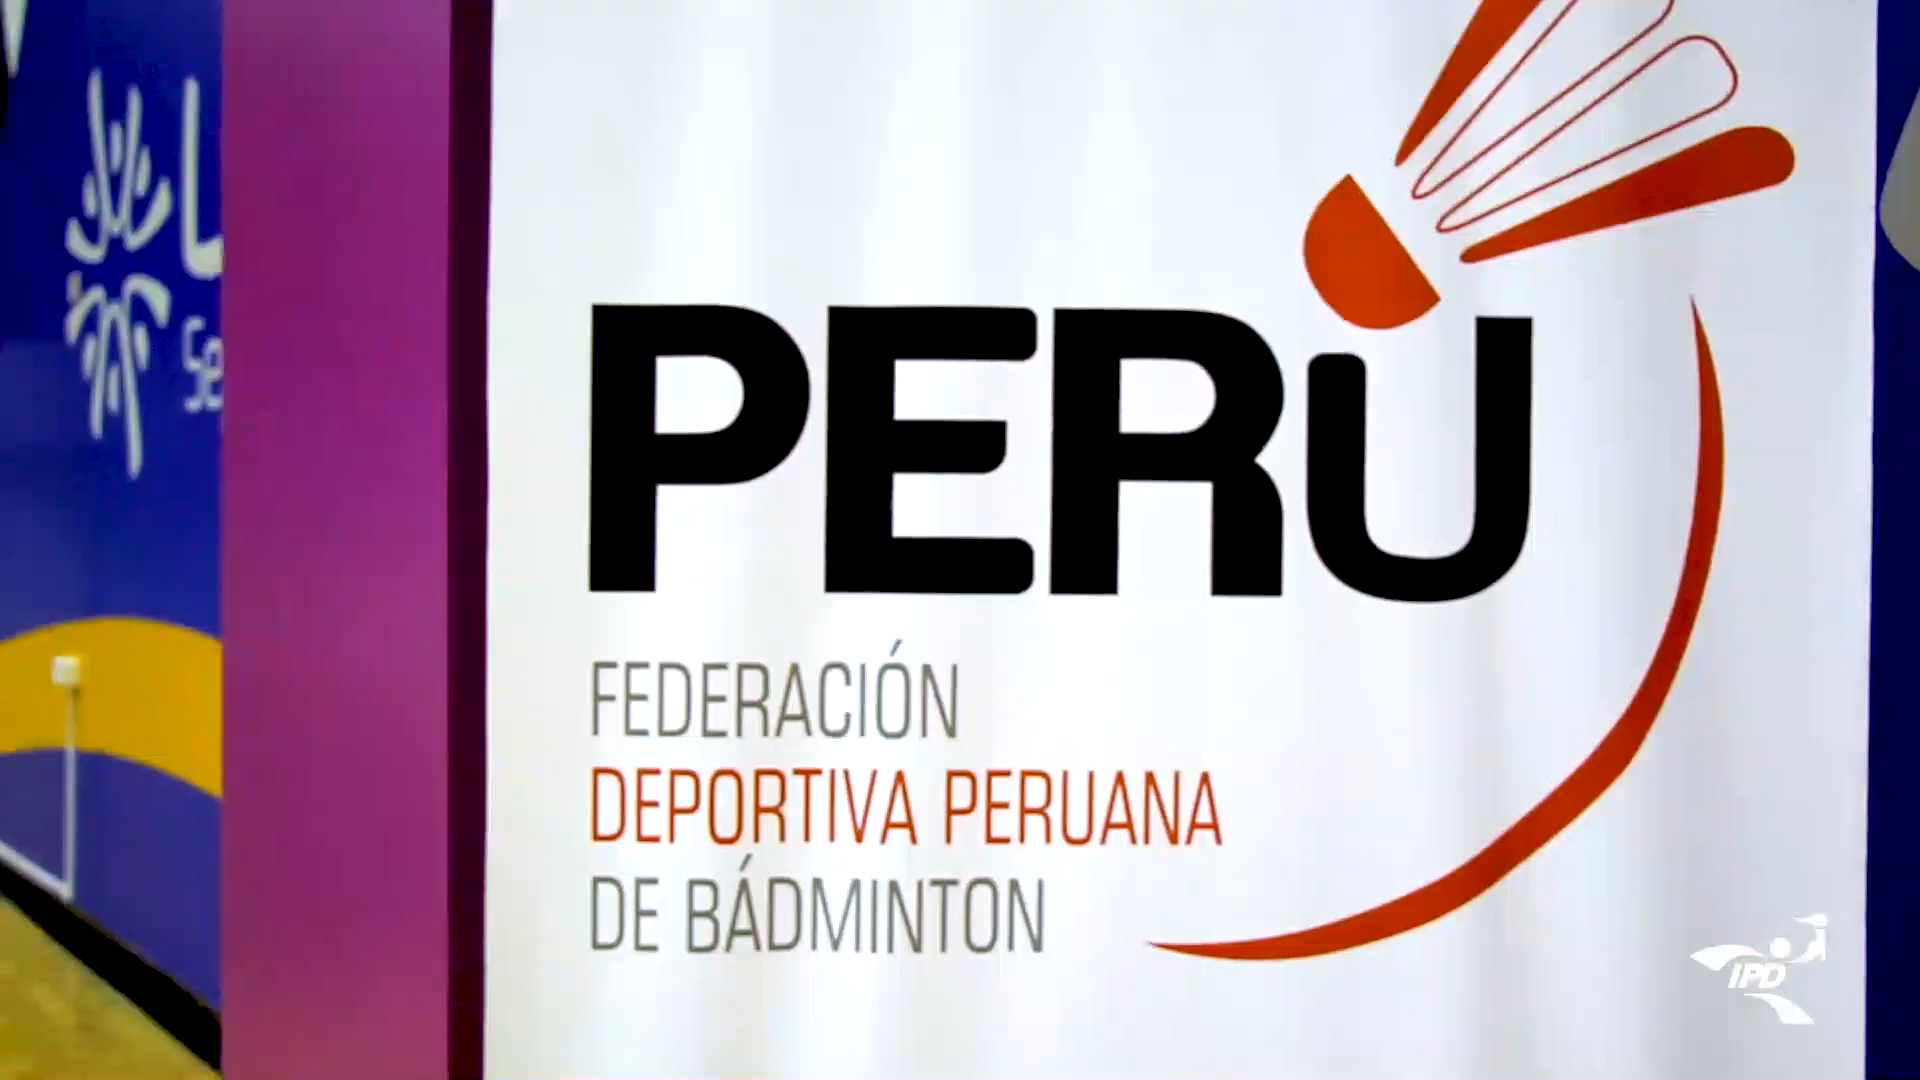 PERÚ
FEDERACIÓN
DEPORTIVA PERUANA
DE BÁDMINTON
IPD